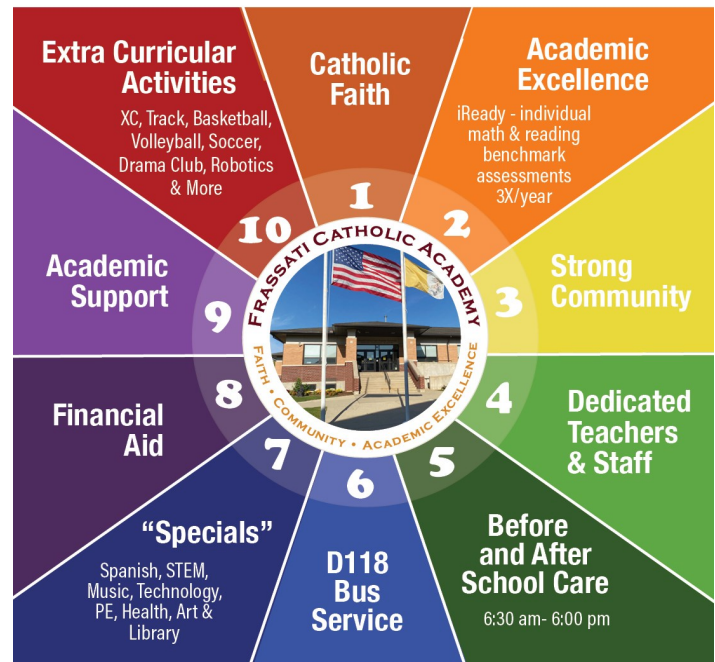 Catholic
Faith
1
Academic
Excellence
iReady - individual
math & reading
benchmark
assessments
3X/year
2
Strong
Community
3
Dedicated
Teachers
& Staff
4
Before
and After
School Care
6:30 am- 6:00 pm
5
D118
Bus
Service
6
“Specials”
Spanish, STEM,
Music, Technology,
PE, Health, Art &
Library
7
Financial
Aid
8
Academic
Support
9
Extra Curricular
Activities
XC, Track, Basketball,
Volleyball, Soccer,
Drama Club, Robotics
& More
10
FRASSATI CATHOLIC ACADEMY
FAITH • COMMUNITY • ACADEMIC EXCELLENCE